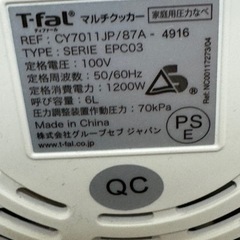 T-fal マルチクッカー 家庭用圧力なべ
REF: CY7011JP/87A - 4916
TYPE: SERIE EPC03
定格電圧：100V
定格周波数：50/60Hz
定格消費電力：1200W
呼び容量：6L
圧力調整装置作動圧力：70kPa
株式会社グループセブ ジャパン
www.t-fal.co.jp
Made in China
Ref: NC00117273/04
S
PS
E
QC